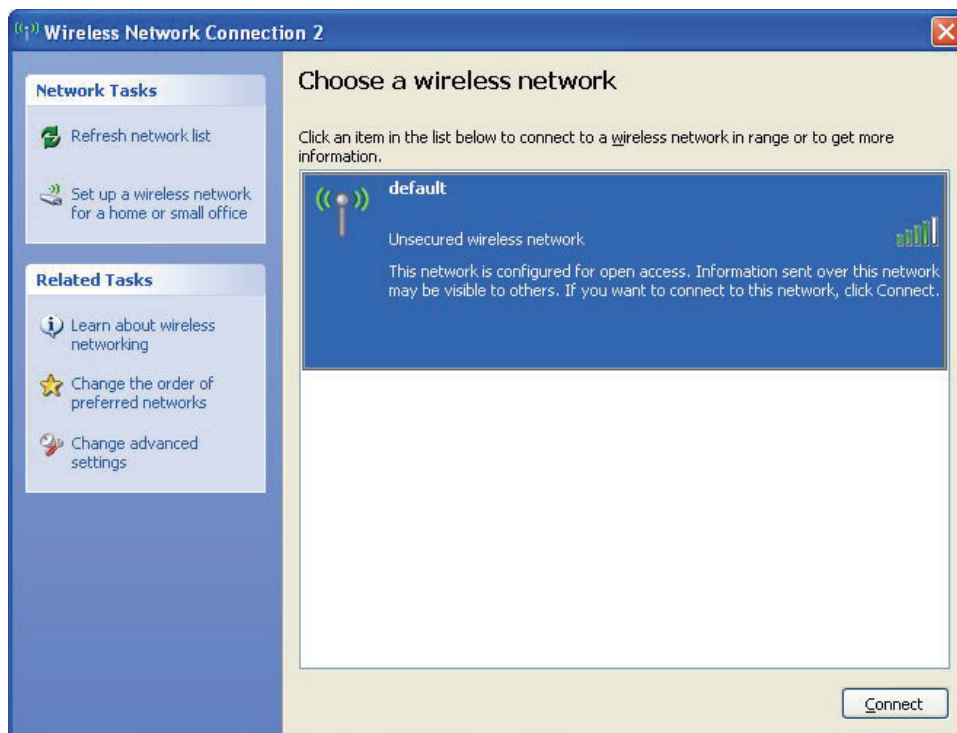 Wireless Network Connection 2
Network Tasks
Refresh network list
Set up a wireless network
for a home or small office
Related Tasks
Learn about wireless
networking
Change the order of
preferred networks
Change advanced
settings
Choose a wireless network
Click an item in the list below to connect to a wireless network in range or to get more
information.
default
Unsecured wireless network
This network is configured for open access. Information sent over this network
may be visible to others. If you want to connect to this network, click Connect.
Connect